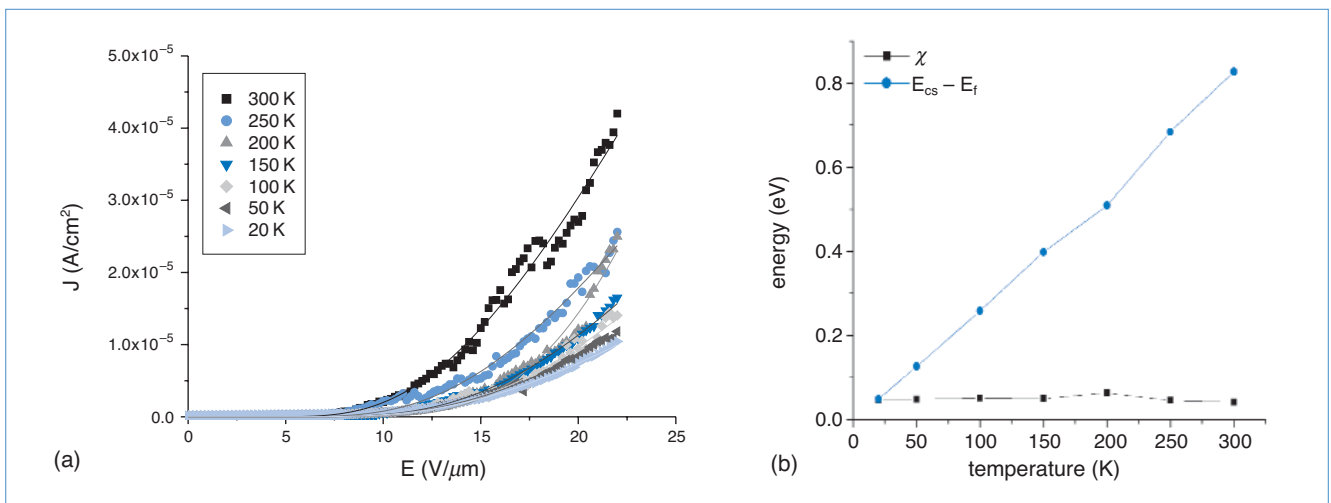 5.0x10⁻⁵
4.0x10⁻⁵
3.0x10⁻⁵
2.0x10⁻⁵
1.0x10⁻⁵
0.0
J (A/cm²)
300 K
250 K
200 K
150 K
100 K
50 K
20 K
0 5 10 15 20 25
E (V/μm)
(a)
χ
E_cs – E_f
0.8
0.6
0.4
0.2
0.0
energy (eV)
0 50 100 150 200 250 300
temperature (K)
(b)